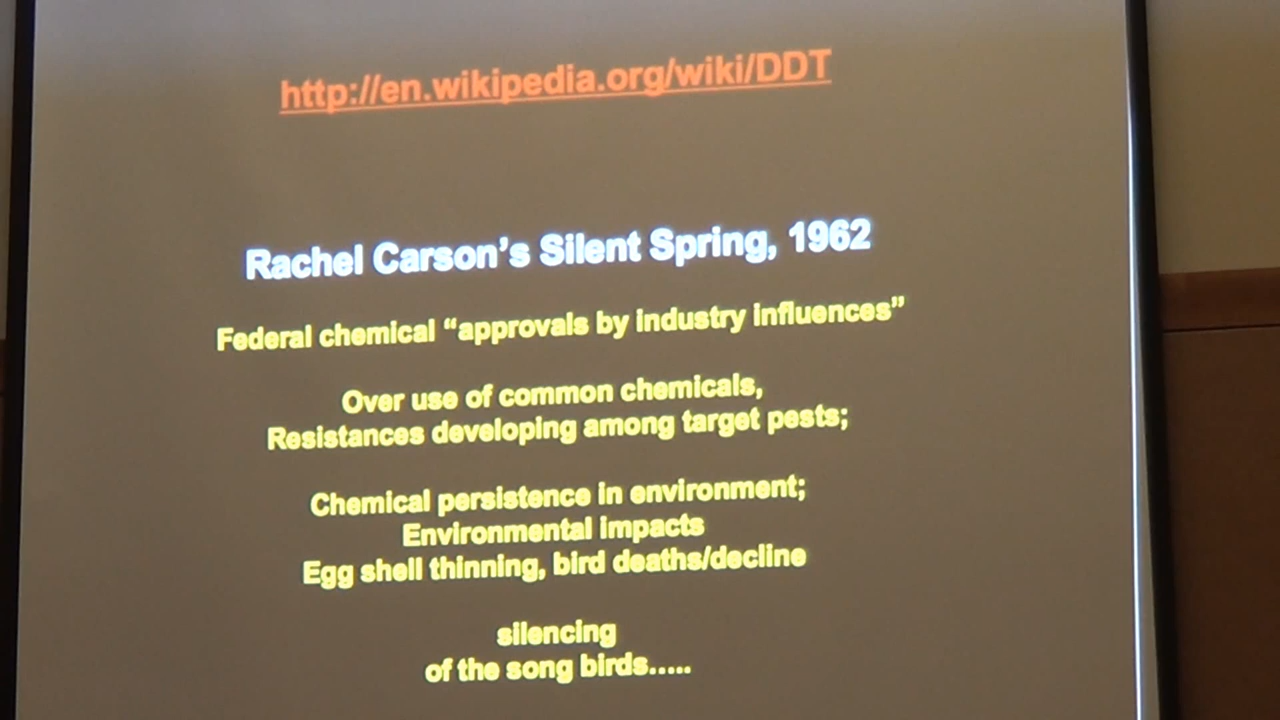 http://en.wikipedia.org/wiki/DDT
Rachel Carson’s Silent Spring, 1962
Federal chemical “approvals by industry influences”
Over use of common chemicals,
Resistances developing among target pests;
Chemical persistence in environment;
Environmental impacts
Egg shell thinning, bird deaths/decline
silencing
of the song birds.....